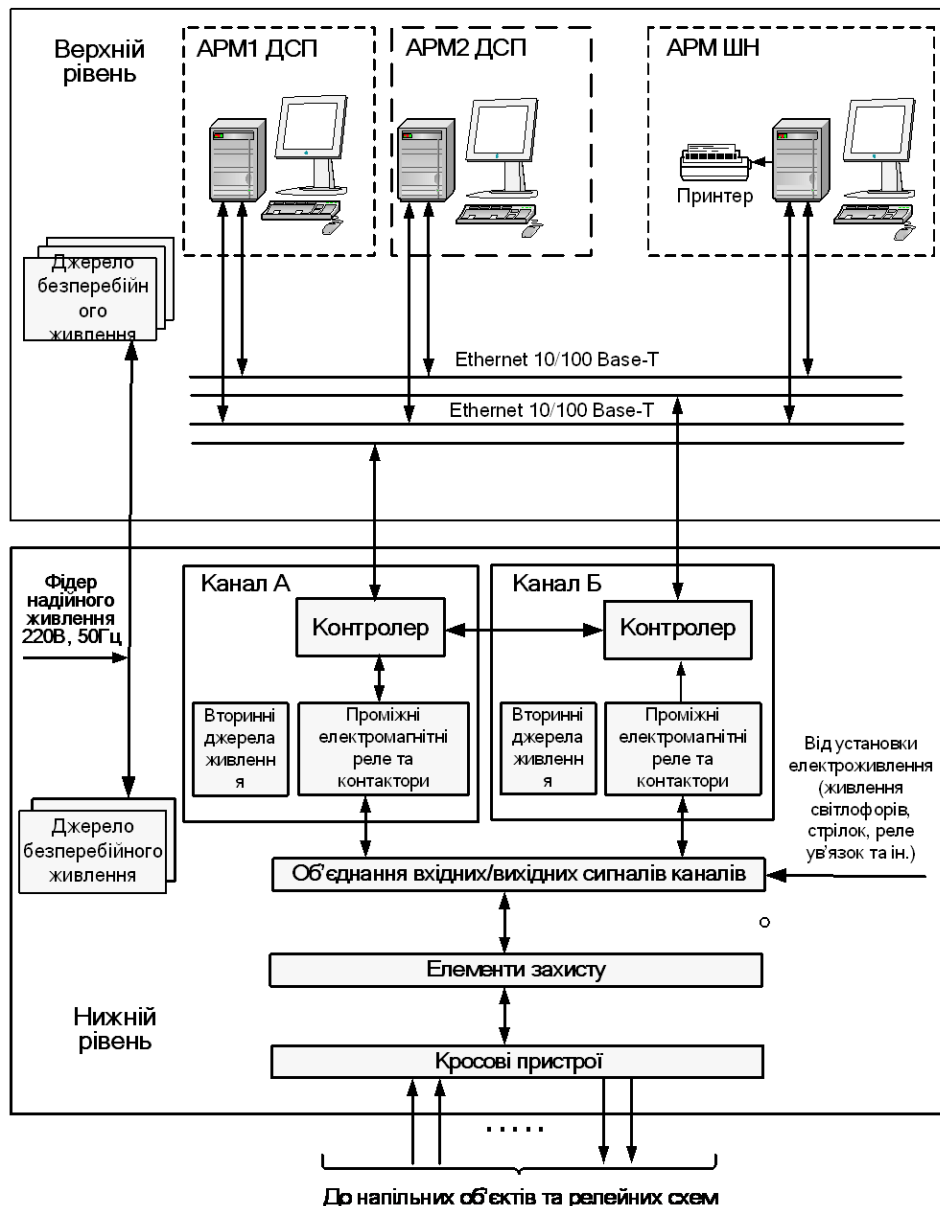 Верхній
рівень
АРМ1 ДСП
АРМ2 ДСП
АРМ ШН
Принтер
Джерело
безперебійн
ого
живлення
Ethernet 10/100 Base-T
Ethernet 10/100 Base-T
Фідер
надійного
живлення
220В, 50Гц
Канал А
Контролер
Вторинні
джерела
живленн
я
Проміжні
електромагнітні
реле та
контактори
Канал Б
Контролер
Вторинні
джерела
живленн
я
Проміжні
електромагнітні
реле та
контактори
Від установки
електроживлення
(живлення
світлофорів,
стрілок, реле
ув'язок та ін.)
Джерело
безперебійного
живлення
Об'єднання вхідних/вихідних сигналів каналів
Елементи захисту
Нижній
рівень
Кросові пристрої
.....
До напільних об'єктів та релейних схем